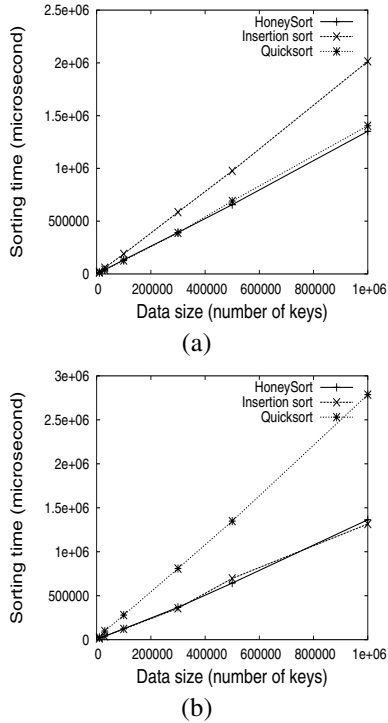 HoneySort
Insertion sort
Quicksort
Sorting time (microsecond)
2.5e+06
2e+06
1.5e+06
1e+06
500000
0
0 200000 400000 600000 800000 1e+06
Data size (number of keys)
(a)
HoneySort
Insertion sort
Quicksort
Sorting time (microsecond)
3e+06
2.5e+06
2e+06
1.5e+06
1e+06
500000
0
0 200000 400000 600000 800000 1e+06
Data size (number of keys)
(b)